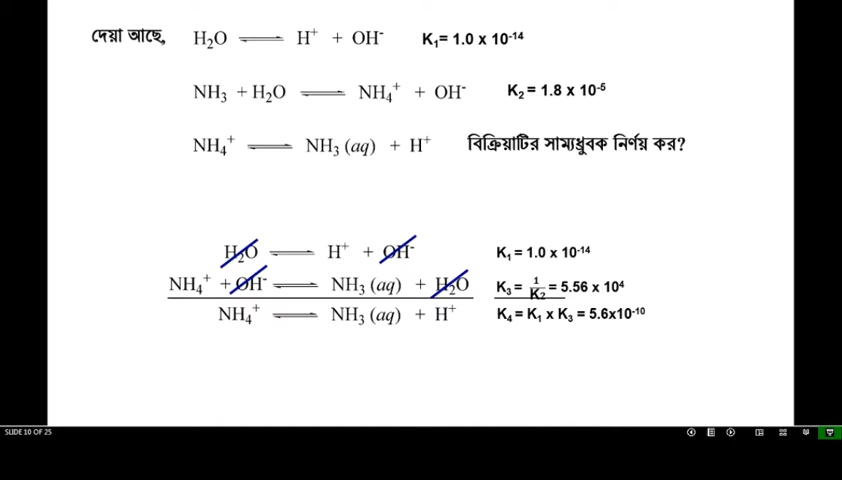 দেয়া আছে, H₂O ⇌ H⁺ + OH⁻ K₁= 1.0 x 10⁻¹⁴
NH₃ + H₂O ⇌ NH₄⁺ + OH⁻ K₂ = 1.8 x 10⁻⁵
NH₄⁺ ⇌ NH₃ (aq) + H⁺ বিক্রিয়াটির সাম্যধ্রুবক নির্ণয় কর?
H₂O ⇌ H⁺ + OH⁻ K₁ = 1.0 x 10⁻¹⁴
NH₄⁺ + OH⁻ ⇌ NH₃ (aq) + H₂O K₃ = 1/K₂ = 5.56 x 10⁴
NH₄⁺ ⇌ NH₃ (aq) + H⁺ K₄ = K₁ x K₃ = 5.6x10⁻¹⁰
SLIDE 10 OF 25